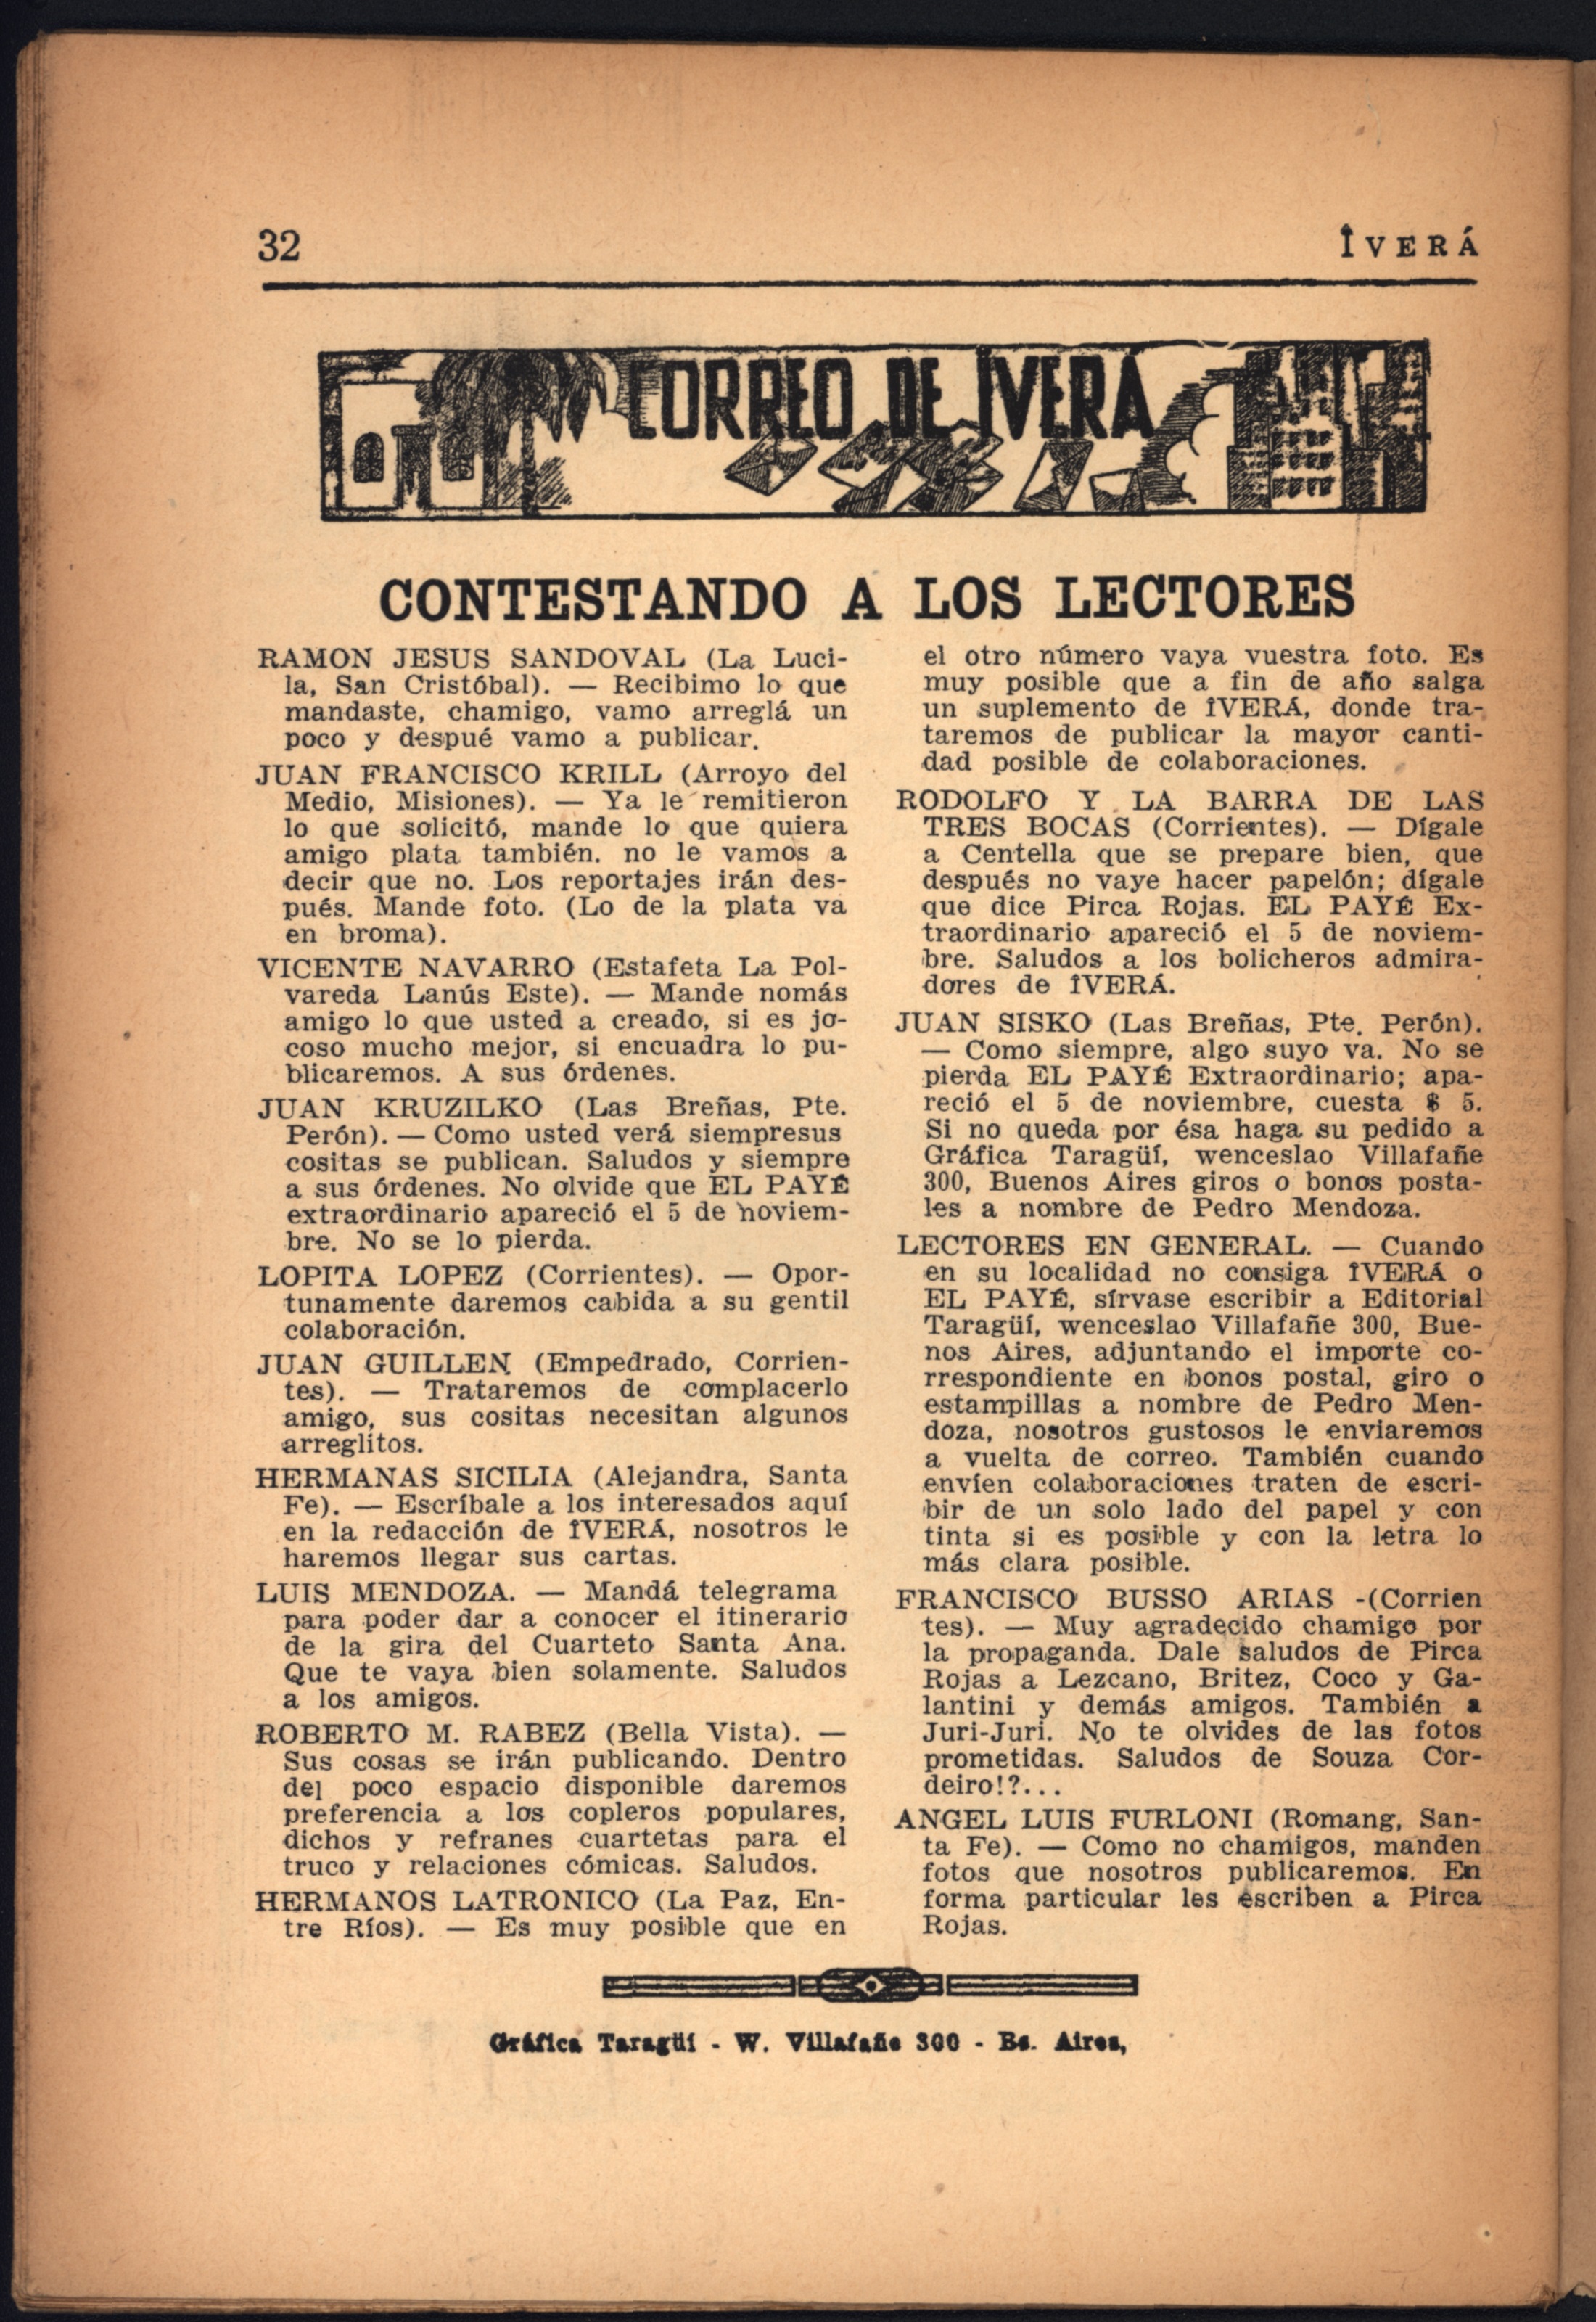 32
ÎVERÁ
CORREO DE ÎVERÁ
CONTESTANDO A LOS LECTORES
RAMON JESUS SANDOVAL (La Luci-
la, San Cristóbal). — Recibimo lo que
mandaste, chamigo, vamo arreglá un
poco y despué vamo a publicar.
JUAN FRANCISCO KRILL (Arroyo del
Medio, Misiones). — Ya le remitieron
lo que solicitó, mande lo que quiera
amigo plata también. no le vamos a
decir que no. Los reportajes irán des-
pués. Mande foto. (Lo de la plata va
en broma).
VICENTE NAVARRO (Estafeta La Pol-
vareda Lanús Este). — Mande nomás
amigo lo que usted a creado, si es jo-
coso mucho mejor, si encuadra lo pu-
blicaremos. A sus órdenes.
JUAN KRUZILKO (Las Breñas, Pte.
Perón). — Como usted verá siempresus
cositas se publican. Saludos y siempre
a sus órdenes. No olvide que EL PAYÉ
extraordinario apareció el 5 de noviem-
bre. No se lo pierda.
LOPITA LOPEZ (Corrientes). — Opor-
tunamente daremos cabida a su gentil
colaboración.
JUAN GUILLEN (Empedrado, Corrien-
tes). — Trataremos de complacerlo
amigo, sus cositas necesitan algunos
arreglitos.
HERMANAS SICILIA (Alejandra, Santa
Fe). — Escríbale a los interesados aquí
en la redacción de ÎVERÁ, nosotros le
haremos llegar sus cartas.
LUIS MENDOZA. — Mandá telegrama
para poder dar a conocer el itinerario
de la gira del Cuarteto Santa Ana.
Que te vaya bien solamente. Saludos
a los amigos.
ROBERTO M. RABEZ (Bella Vista). —
Sus cosas se irán publicando. Dentro
del poco espacio disponible daremos
preferencia a los copleros populares,
dichos y refranes cuartetas para el
truco y relaciones cómicas. Saludos.
HERMANOS LATRONICO (La Paz, En-
tre Ríos). — Es muy posible que en
el otro número vaya vuestra foto. Es
muy posible que a fin de año salga
un suplemento de ÎVERÁ, donde tra-
taremos de publicar la mayor canti-
dad posible de colaboraciones.
RODOLFO Y LA BARRA DE LAS
TRES BOCAS (Corrientes). — Dígale
a Centella que se prepare bien, que
después no vaye hacer papelón; dígale
que dice Pirca Rojas. EL PAYÉ Ex-
traordinario apareció el 5 de noviem-
bre. Saludos a los bolicheros admira-
dores de ÎVERÁ.
JUAN SISKO (Las Breñas, Pte. Perón).
— Como siempre, algo suyo va. No se
pierda EL PAYÉ Extraordinario; apa-
reció el 5 de noviembre, cuesta $ 5.
Si no queda por ésa haga su pedido a
Gráfica Taragüí, wenceslao Villafañe
300, Buenos Aires giros o bonos posta-
les a nombre de Pedro Mendoza.
LECTORES EN GENERAL. — Cuando
en su localidad no consiga ÎVERÁ o
EL PAYÉ, sírvase escribir a Editorial
Taragüí, wenceslao Villafañe 300, Bue-
nos Aires, adjuntando el importe co-
rrespondiente en bonos postal, giro o
estampillas a nombre de Pedro Men-
doza, nosotros gustosos le enviaremos
a vuelta de correo. También cuando
envíen colaboraciones traten de escri-
bir de un solo lado del papel y con
tinta si es posible y con la letra lo
más clara posible.
FRANCISCO BUSSO ARIAS -(Corrien
tes). — Muy agradecido chamigo por
la propaganda. Dale saludos de Pirca
Rojas a Lezcano, Britez, Coco y Ga-
lantini y demás amigos. También a
Juri-Juri. No te olvides de las fotos
prometidas. Saludos de Souza Cor-
deiro!?...
ANGEL LUIS FURLONI (Romang, San-
ta Fe). — Como no chamigos, manden
fotos que nosotros publicaremos. En
forma particular les escriben a Pirca
Rojas.
Gráfica Taragüí - W. Villafañe 300 - Bs. Aires,